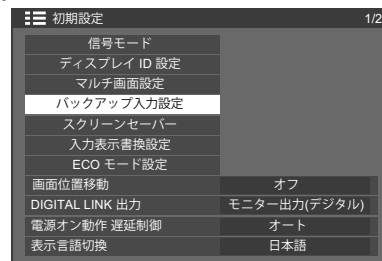 初期設定 1/2
信号モード
ディスプレイ ID 設定
マルチ画面設定
バックアップ入力設定
スクリーンセーバー
入力表示書換設定
ECO モード設定
画面位置移動 オフ
DIGITAL LINK 出力 モニター出力(デジタル)
電源オン動作 遅延制御 オート
表示言語切換 日本語